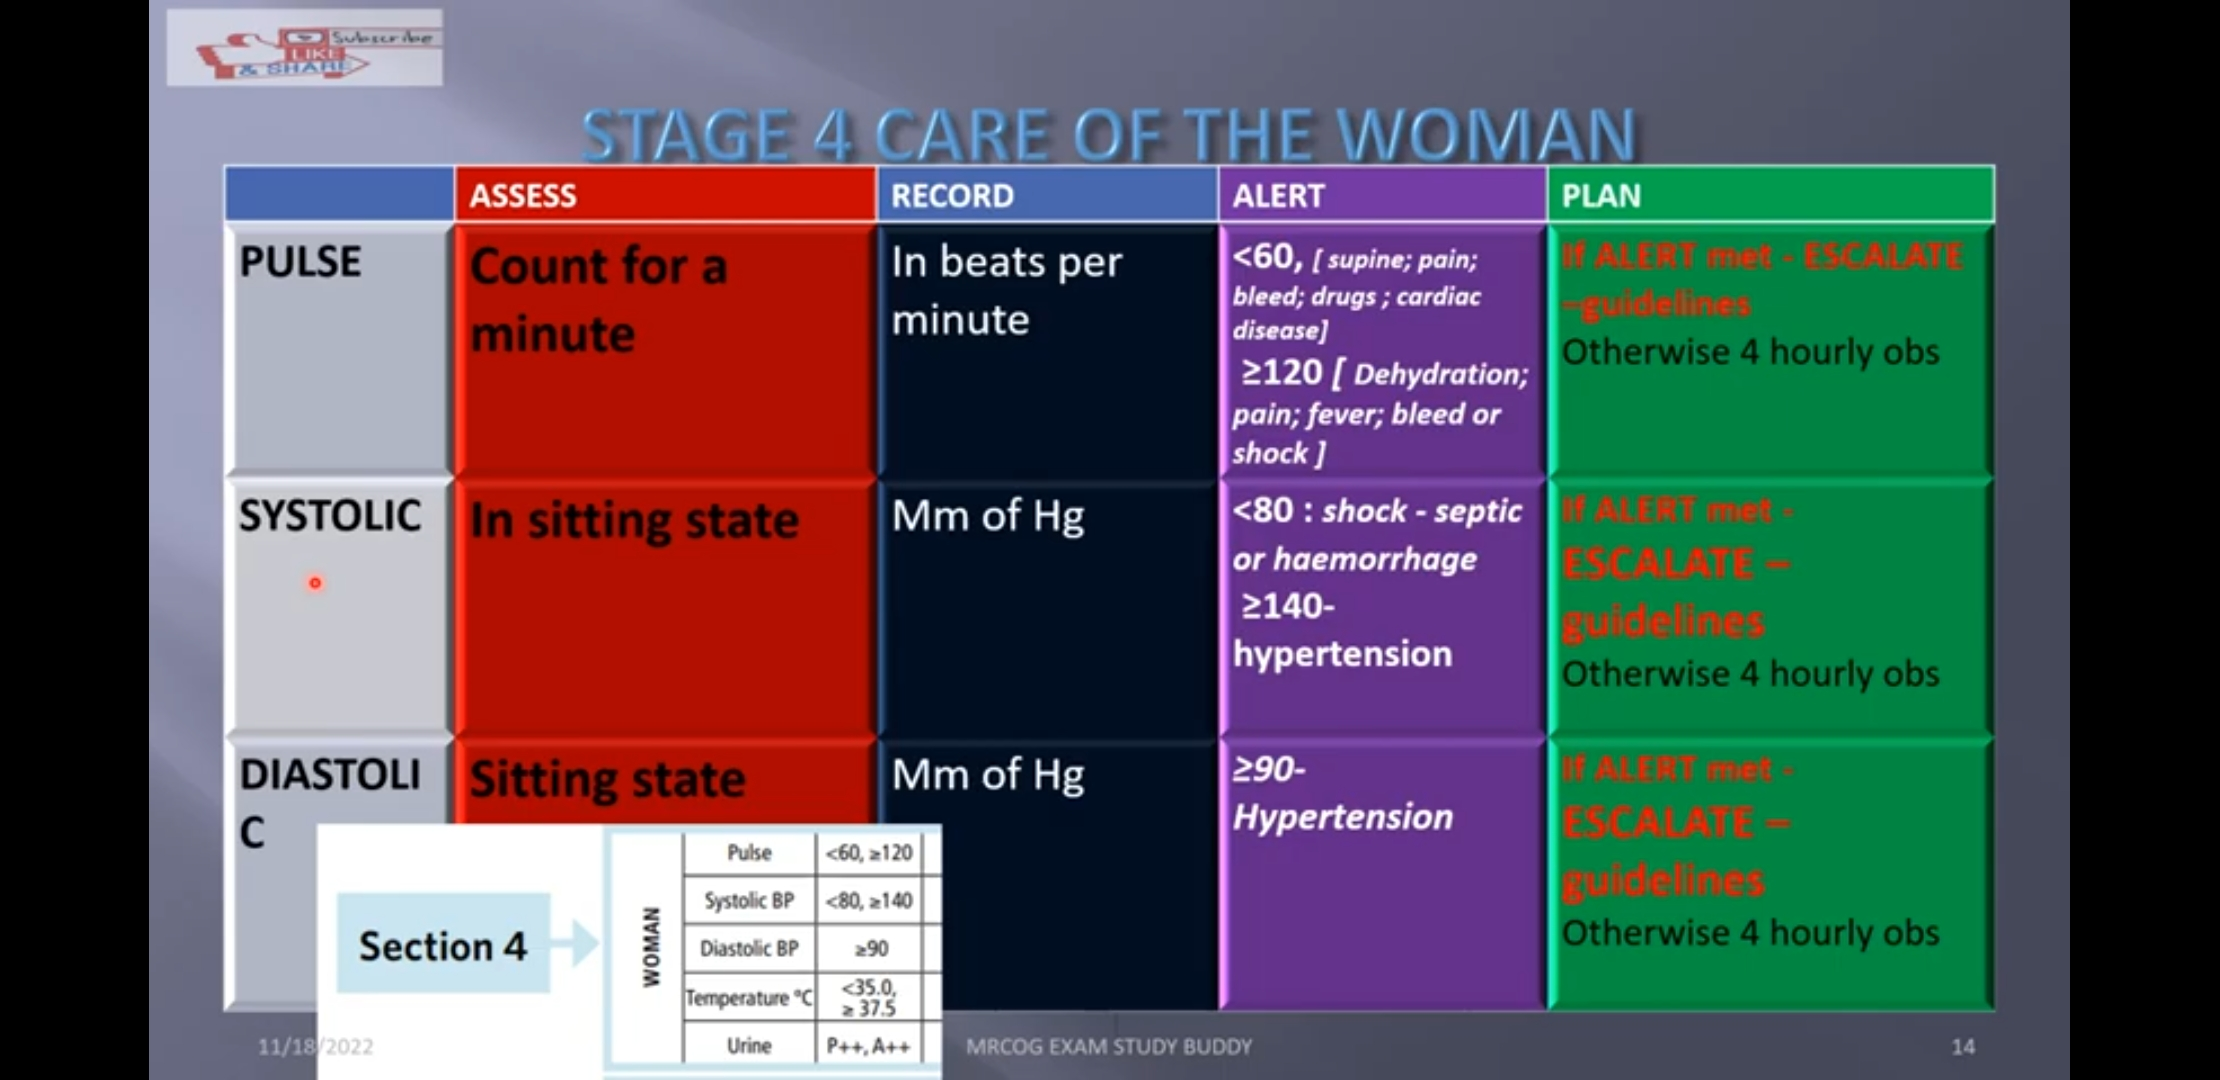 Subscribe
LIKE
& SHARE
STAGE 4 CARE OF THE WOMAN
ASSESS
RECORD
ALERT
PLAN
PULSE
Count for a
minute
In beats per
minute
<60, [ supine; pain;
bleed; drugs ; cardiac
disease]
≥120 [ Dehydration;
pain; fever; bleed or
shock ]
If ALERT met - ESCALATE
–guidelines
Otherwise 4 hourly obs
SYSTOLIC
In sitting state
Mm of Hg
<80 : shock - septic
or haemorrhage
≥140-
hypertension
If ALERT met -
ESCALATE –
guidelines
Otherwise 4 hourly obs
DIASTOLI
C
Sitting state
Mm of Hg
≥90-
Hypertension
If ALERT met -
ESCALATE –
guidelines
Otherwise 4 hourly obs
Section 4
WOMAN
Pulse
<60, ≥120
Systolic BP
<80, ≥140
Diastolic BP
≥90
Temperature °C
<35.0,
≥ 37.5
Urine
P++, A++
11/18/2022
MRCOG EXAM STUDY BUDDY
14